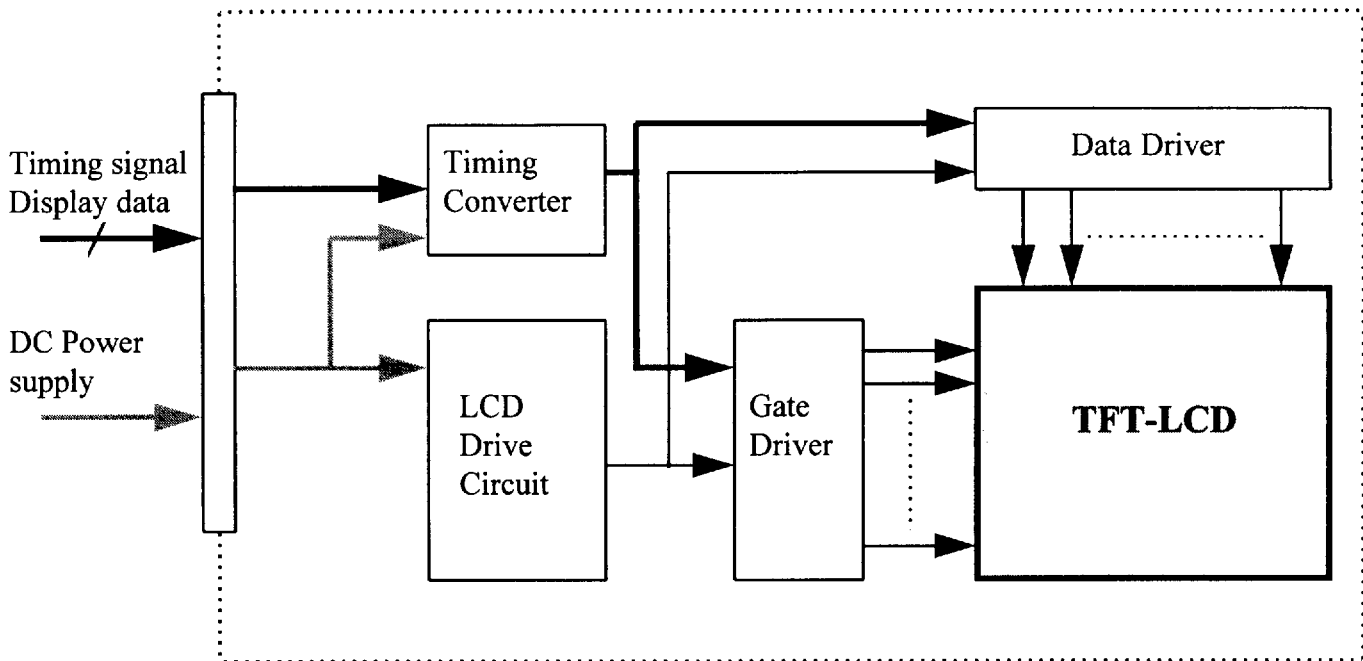 Timing signal
Display data
DC Power
supply
Timing
Converter
LCD
Drive
Circuit
Gate
Driver
Data Driver
TFT-LCD